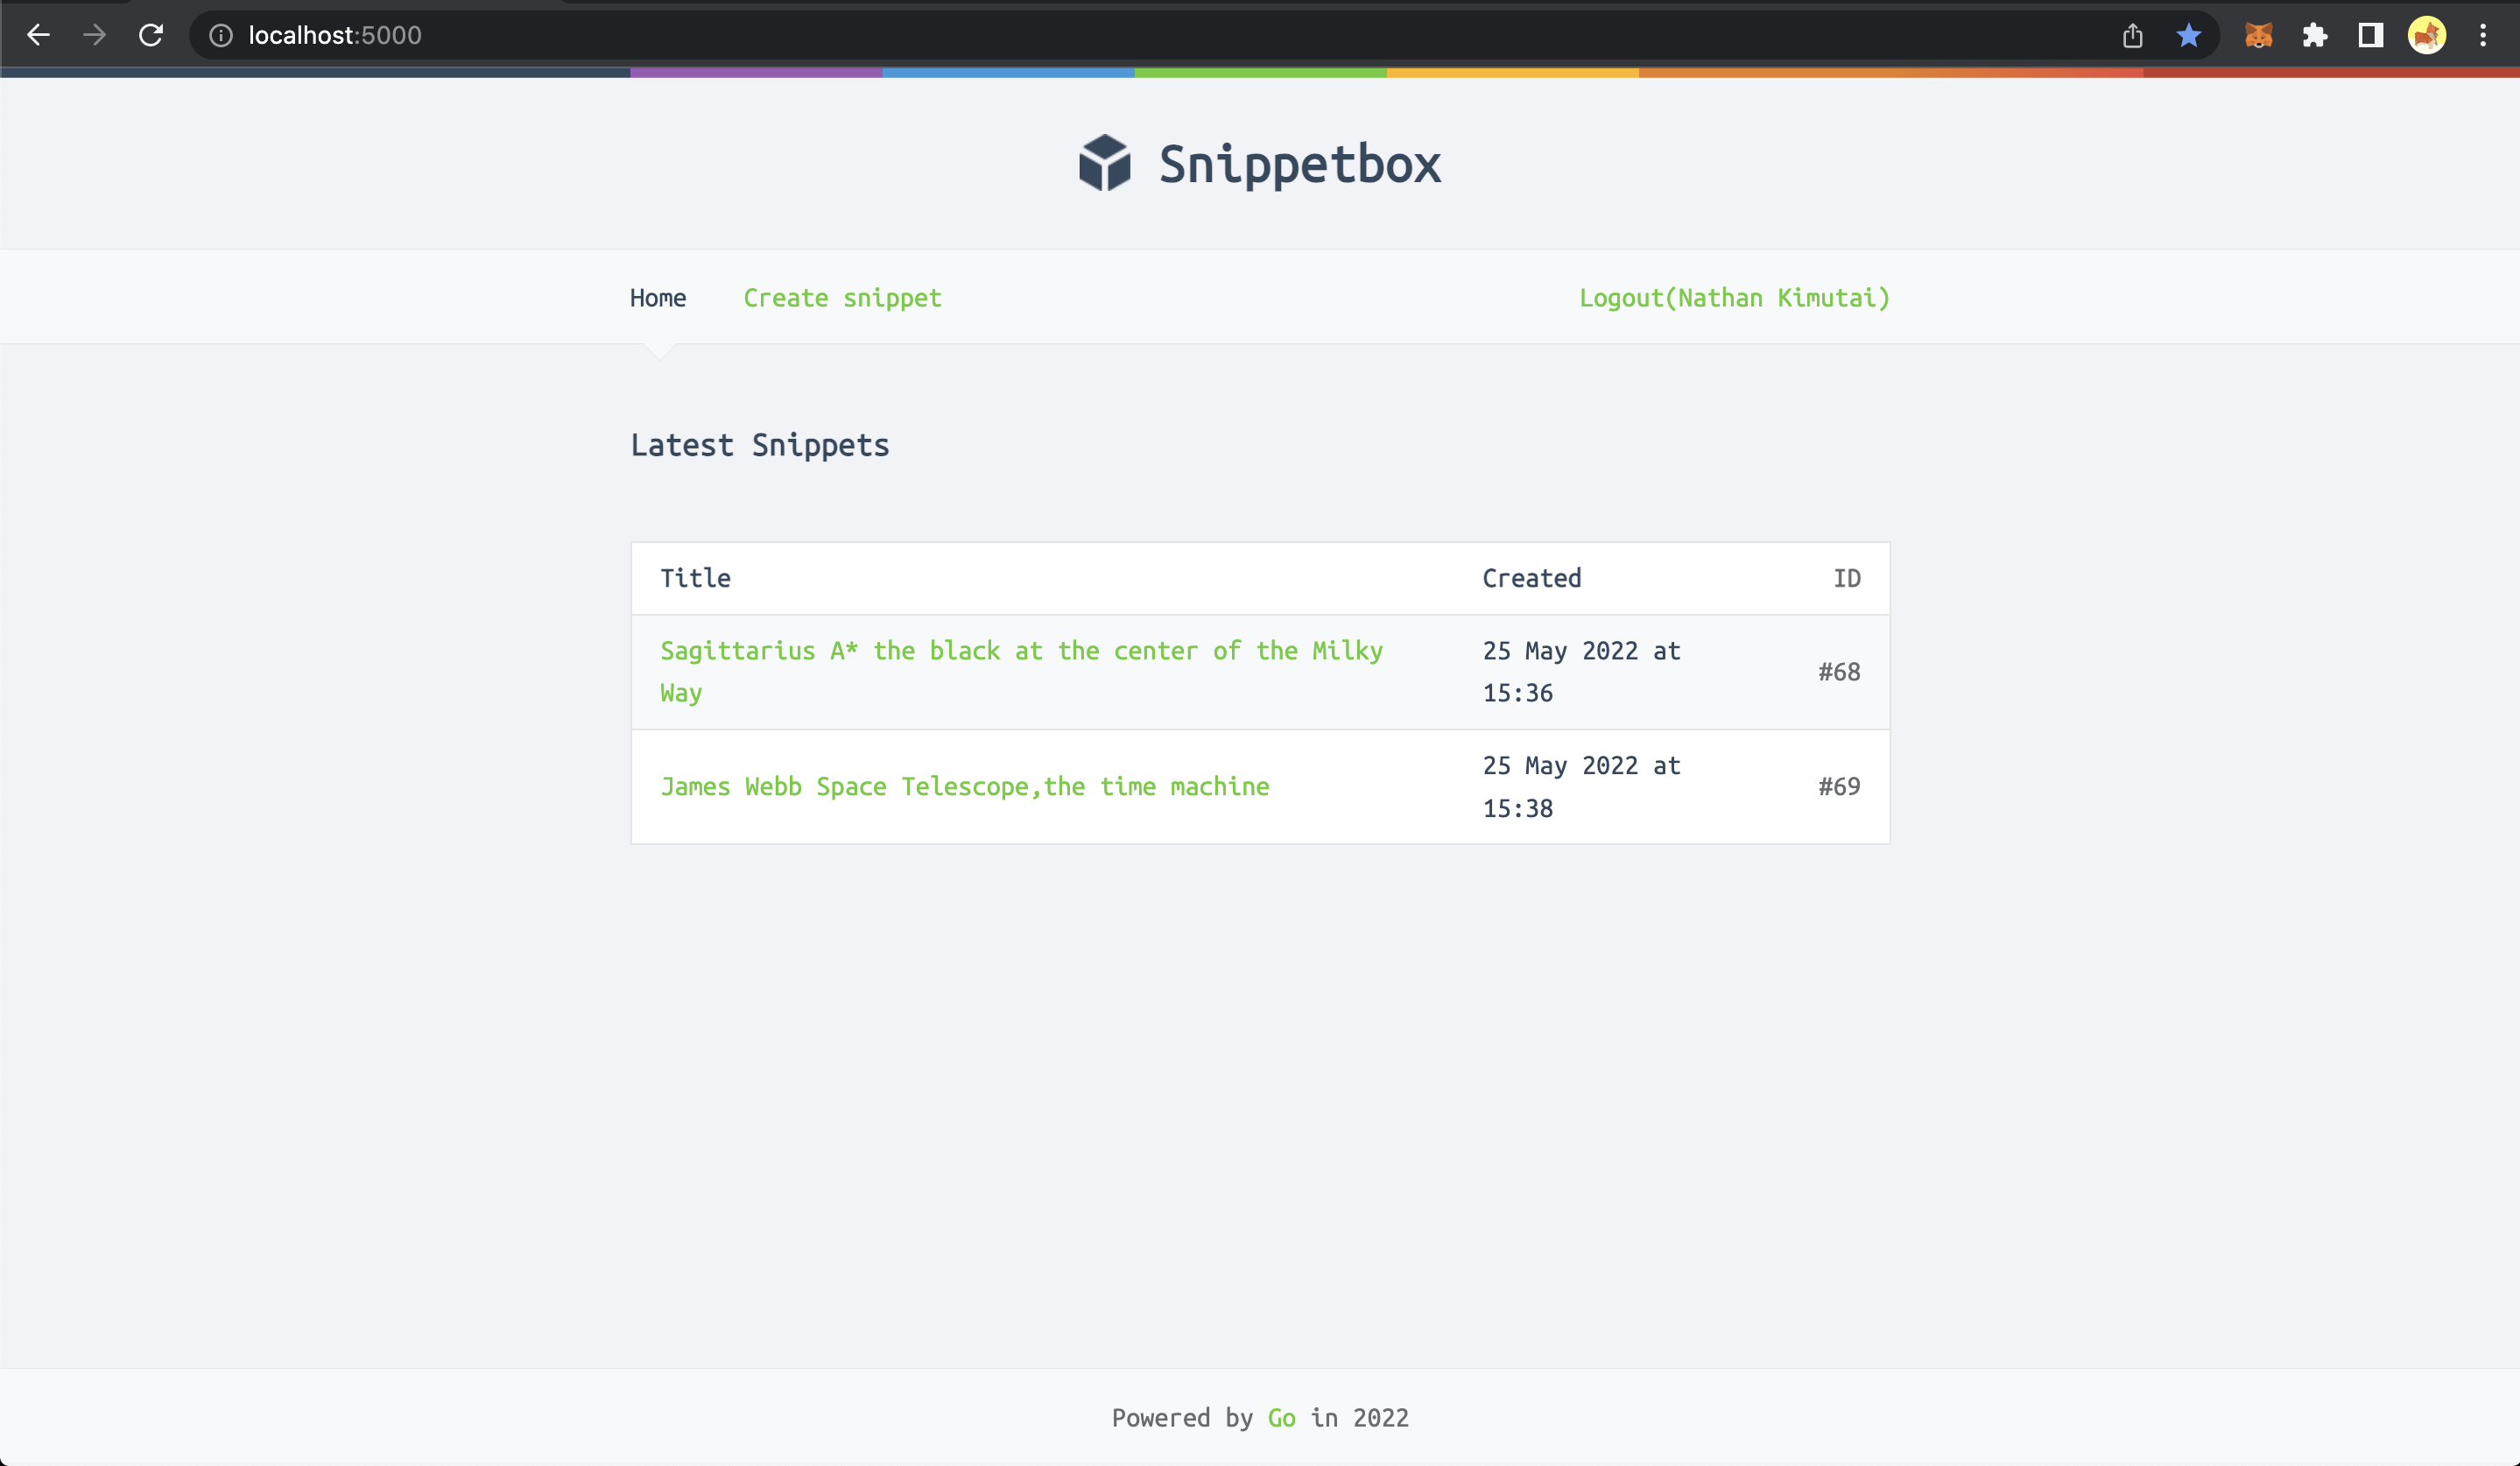 localhost:5000
Snippetbox
Home Create snippet Logout(Nathan Kimutai)
Latest Snippets
Title Created ID
Sagittarius A* the black at the center of the Milky
Way
25 May 2022 at
15:36
#68
James Webb Space Telescope,the time machine
25 May 2022 at
15:38
#69
Powered by Go in 2022